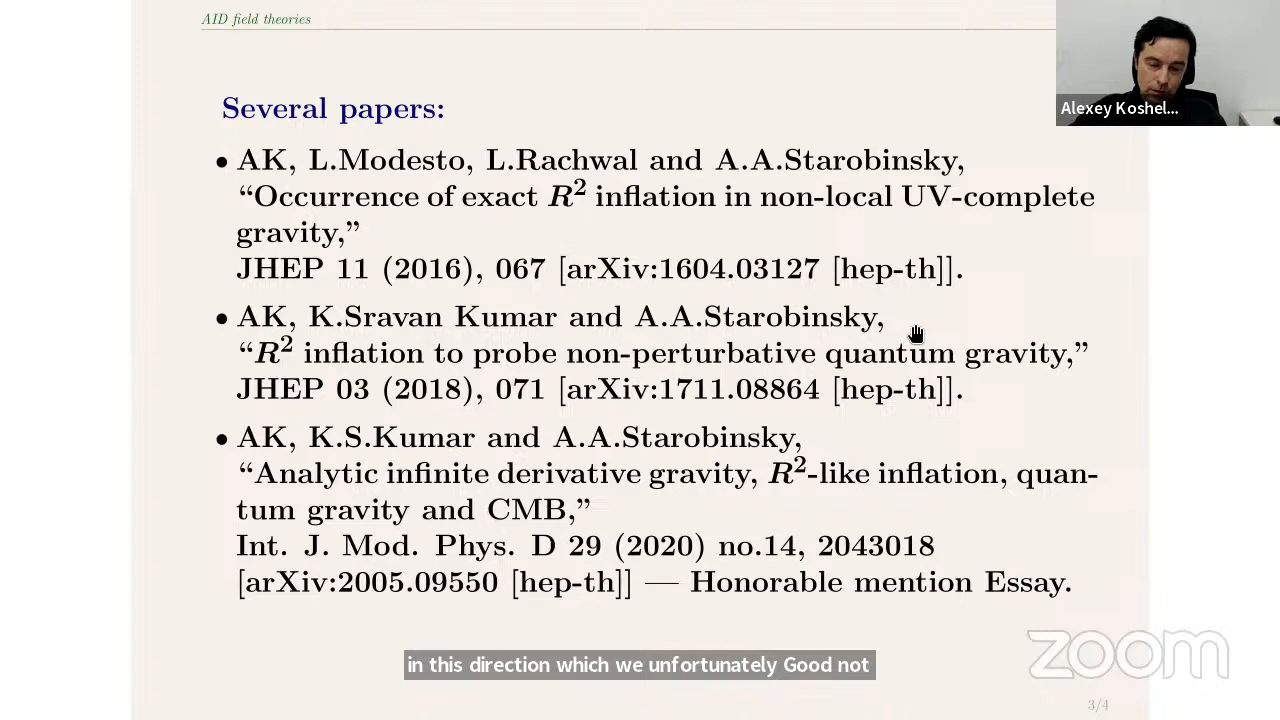 AID field theories
Alexey Koshel...
Several papers:
• AK, L.Modesto, L.Rachwal and A.A.Starobinsky,
“Occurrence of exact R² inflation in non-local UV-complete
gravity,”
JHEP 11 (2016), 067 [arXiv:1604.03127 [hep-th]].
• AK, K.Sravan Kumar and A.A.Starobinsky,
“R² inflation to probe non-perturbative quantum gravity,”
JHEP 03 (2018), 071 [arXiv:1711.08864 [hep-th]].
• AK, K.S.Kumar and A.A.Starobinsky,
“Analytic infinite derivative gravity, R²-like inflation, quan-
tum gravity and CMB,”
Int. J. Mod. Phys. D 29 (2020) no.14, 2043018
[arXiv:2005.09550 [hep-th]] — Honorable mention Essay.
in this direction which we unfortunately Good not
zoom
3/4